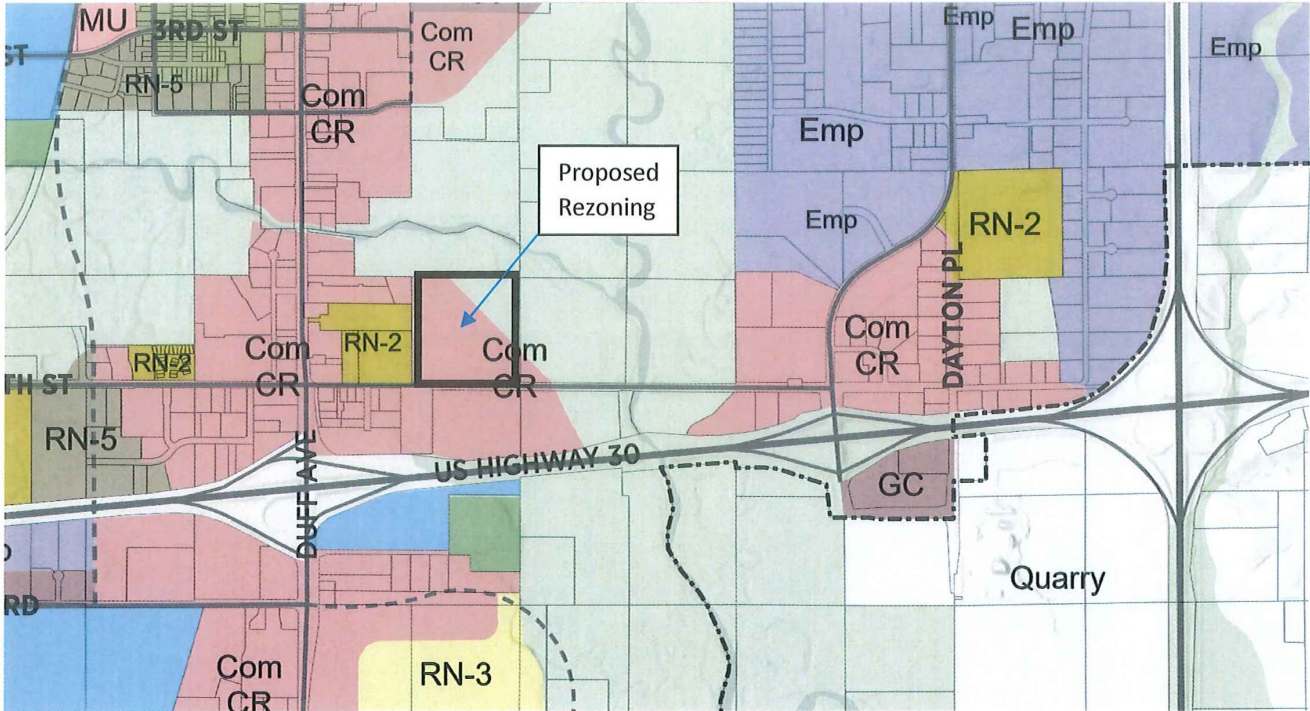 MU
3RD ST
ST
RN-5
Com
CR
Com
CR
Emp
Emp
Emp
Emp
Emp
Proposed
Rezoning
RN-2
DAYTON PL
RN-2
RN-2
Com
CR
Com
CR
Com
CR
TH ST
RN-5
DUFF AVE
US HIGHWAY 30
GC
Quarry
RD
RN-3
Com
CR